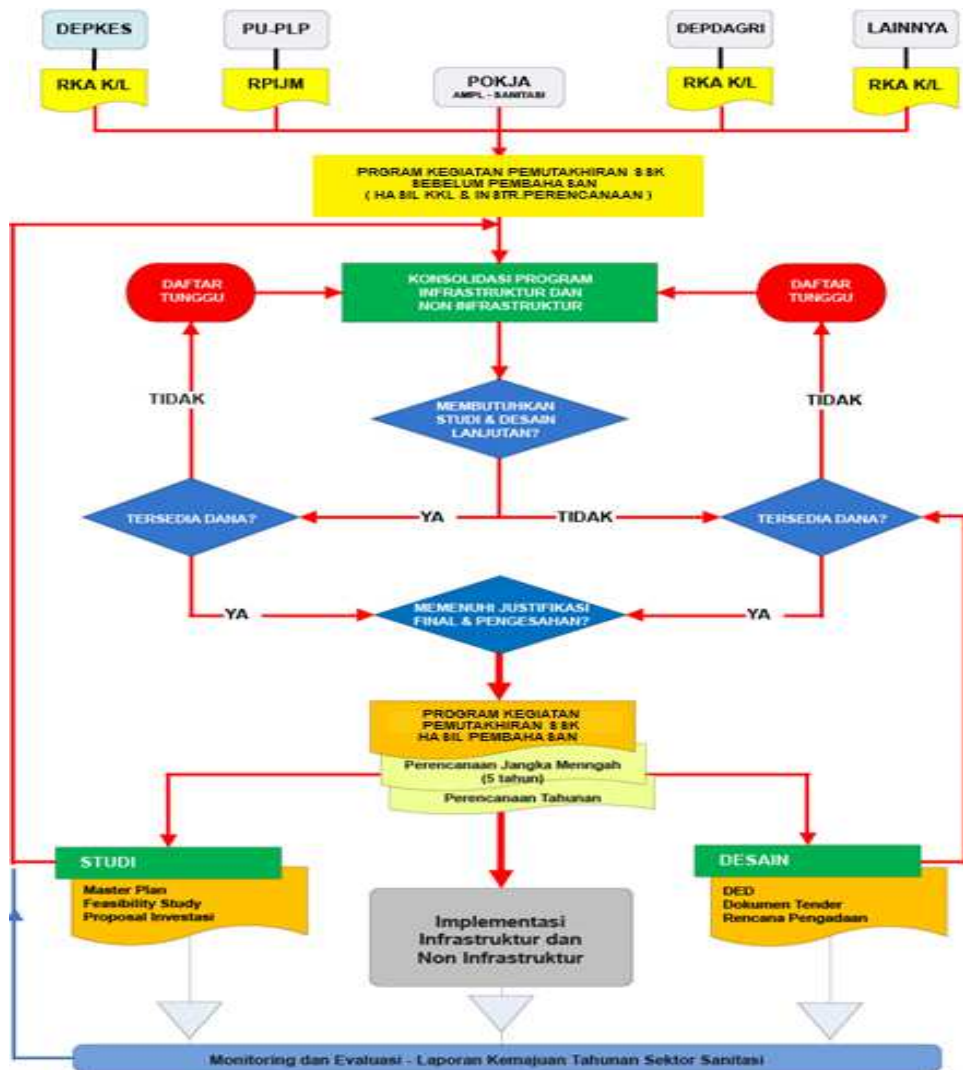 DEPKES
PU-PLP
DEPDAGRI
LAINNYA
RKA K/L
RPIJM
POKJA
AMPL - SANITASI
RKA K/L
RKA K/L
PRGRAM KEGIATAN PEMUTAKHIRAN SSK
SEBELUM PEMBAHASAN
( HASIL KKL & INSTR.PERENCANAAN )
DAFTAR
TUNGGU
KONSOLIDASI PROGRAM
INFRASTRUKTUR DAN
NON INFRASTRUKTUR
DAFTAR
TUNGGU
TIDAK
TIDAK
MEMBUTUHKAN
STUDI & DESAIN
LANJUTAN?
TERSEDIA DANA?
YA
TIDAK
TERSEDIA DANA?
YA
MEMENUHI JUSTIFIKASI
FINAL & PENGESAHAN?
YA
PROGRAM KEGIATAN
PEMUTAKHIRAN SSK
HASIL PEMBAHASAN
Perencanaan Jangka Menngah
(5 tahun)
Perencanaan Tahunan
STUDI
Master Plan
Feasibility Study
Proposal Investasi
DESAIN
DED
Dokumen Tender
Rencana Pengadaan
Implementasi
Infrastruktur dan
Non Infrastruktur
Monitoring dan Evaluasi - Laporan Kemajuan Tahunan Sektor Sanitasi